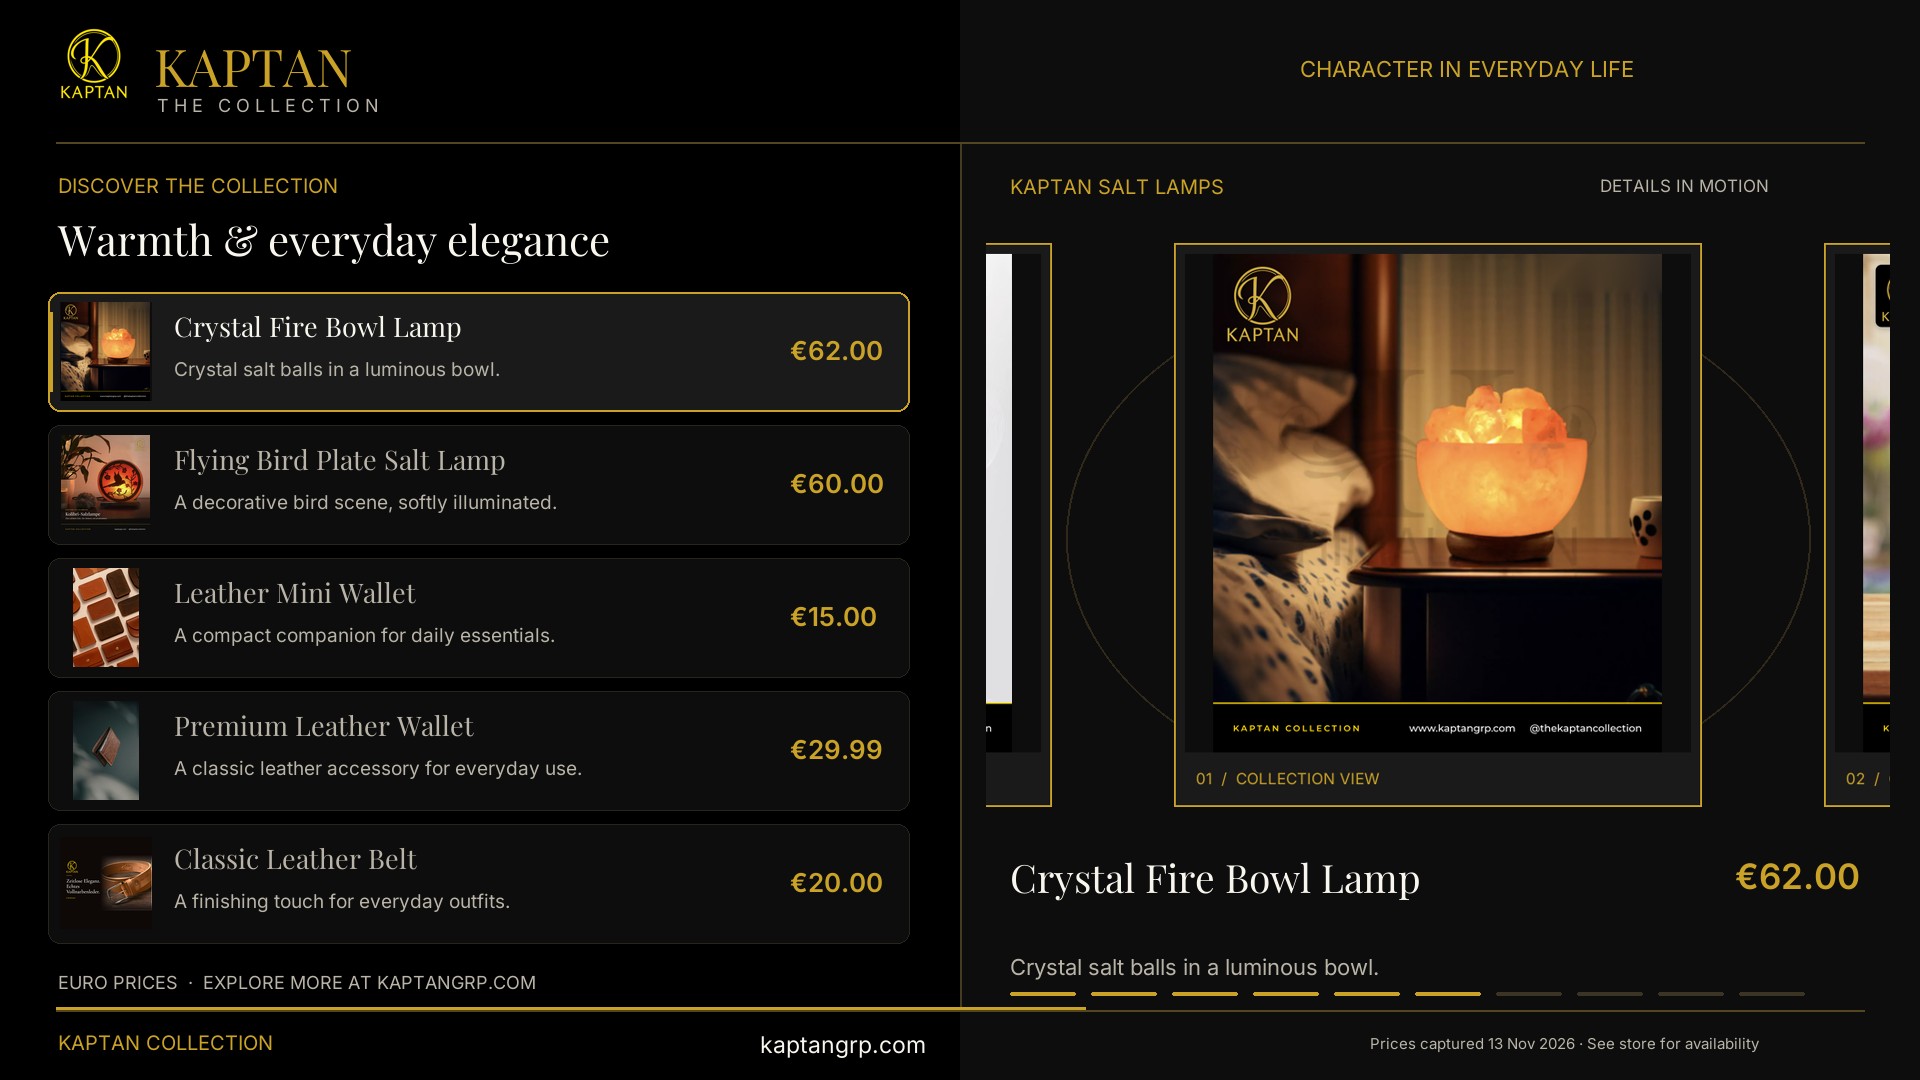 KAPTAN
KAPTAN
THE COLLECTION
CHARACTER IN EVERYDAY LIFE
DISCOVER THE COLLECTION
Warmth & everyday elegance
Crystal Fire Bowl Lamp
Crystal salt balls in a luminous bowl.
€62.00
Flying Bird Plate Salt Lamp
A decorative bird scene, softly illuminated.
€60.00
Leather Mini Wallet
A compact companion for daily essentials.
€15.00
Premium Leather Wallet
A classic leather accessory for everyday use.
€29.99
Classic Leather Belt
A finishing touch for everyday outfits.
€20.00
EURO PRICES · EXPLORE MORE AT KAPTANGRP.COM
KAPTAN SALT LAMPS
DETAILS IN MOTION
KAPTAN
KAPTAN COLLECTION www.kaptangrp.com @thekaptancollection
01 / COLLECTION VIEW
02 /
Crystal Fire Bowl Lamp
€62.00
Crystal salt balls in a luminous bowl.
KAPTAN COLLECTION
kaptangrp.com
Prices captured 13 Nov 2026 · See store for availability